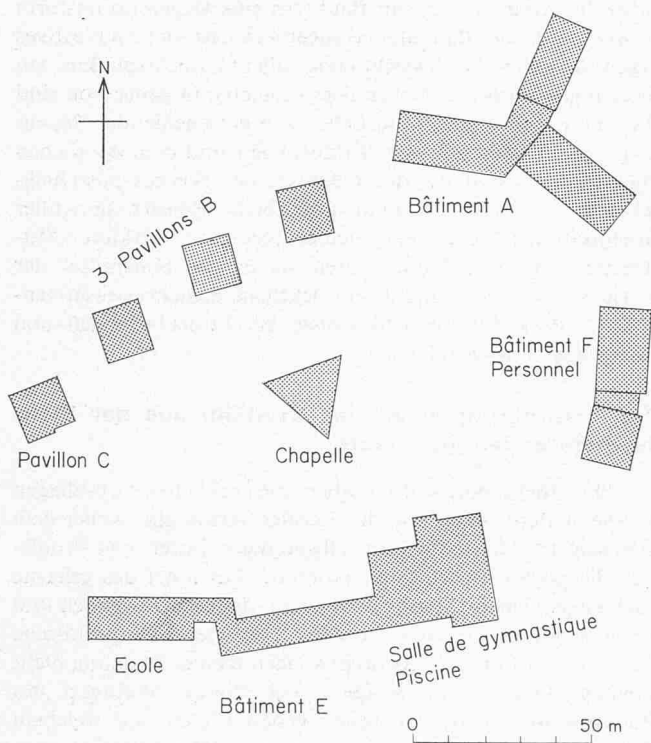 N
Bâtiment A
3 Pavillons B
Bâtiment F
Personnel
Pavillon C
Chapelle
Ecole
Salle de gymnastique
Piscine
Bâtiment E
0 50 m